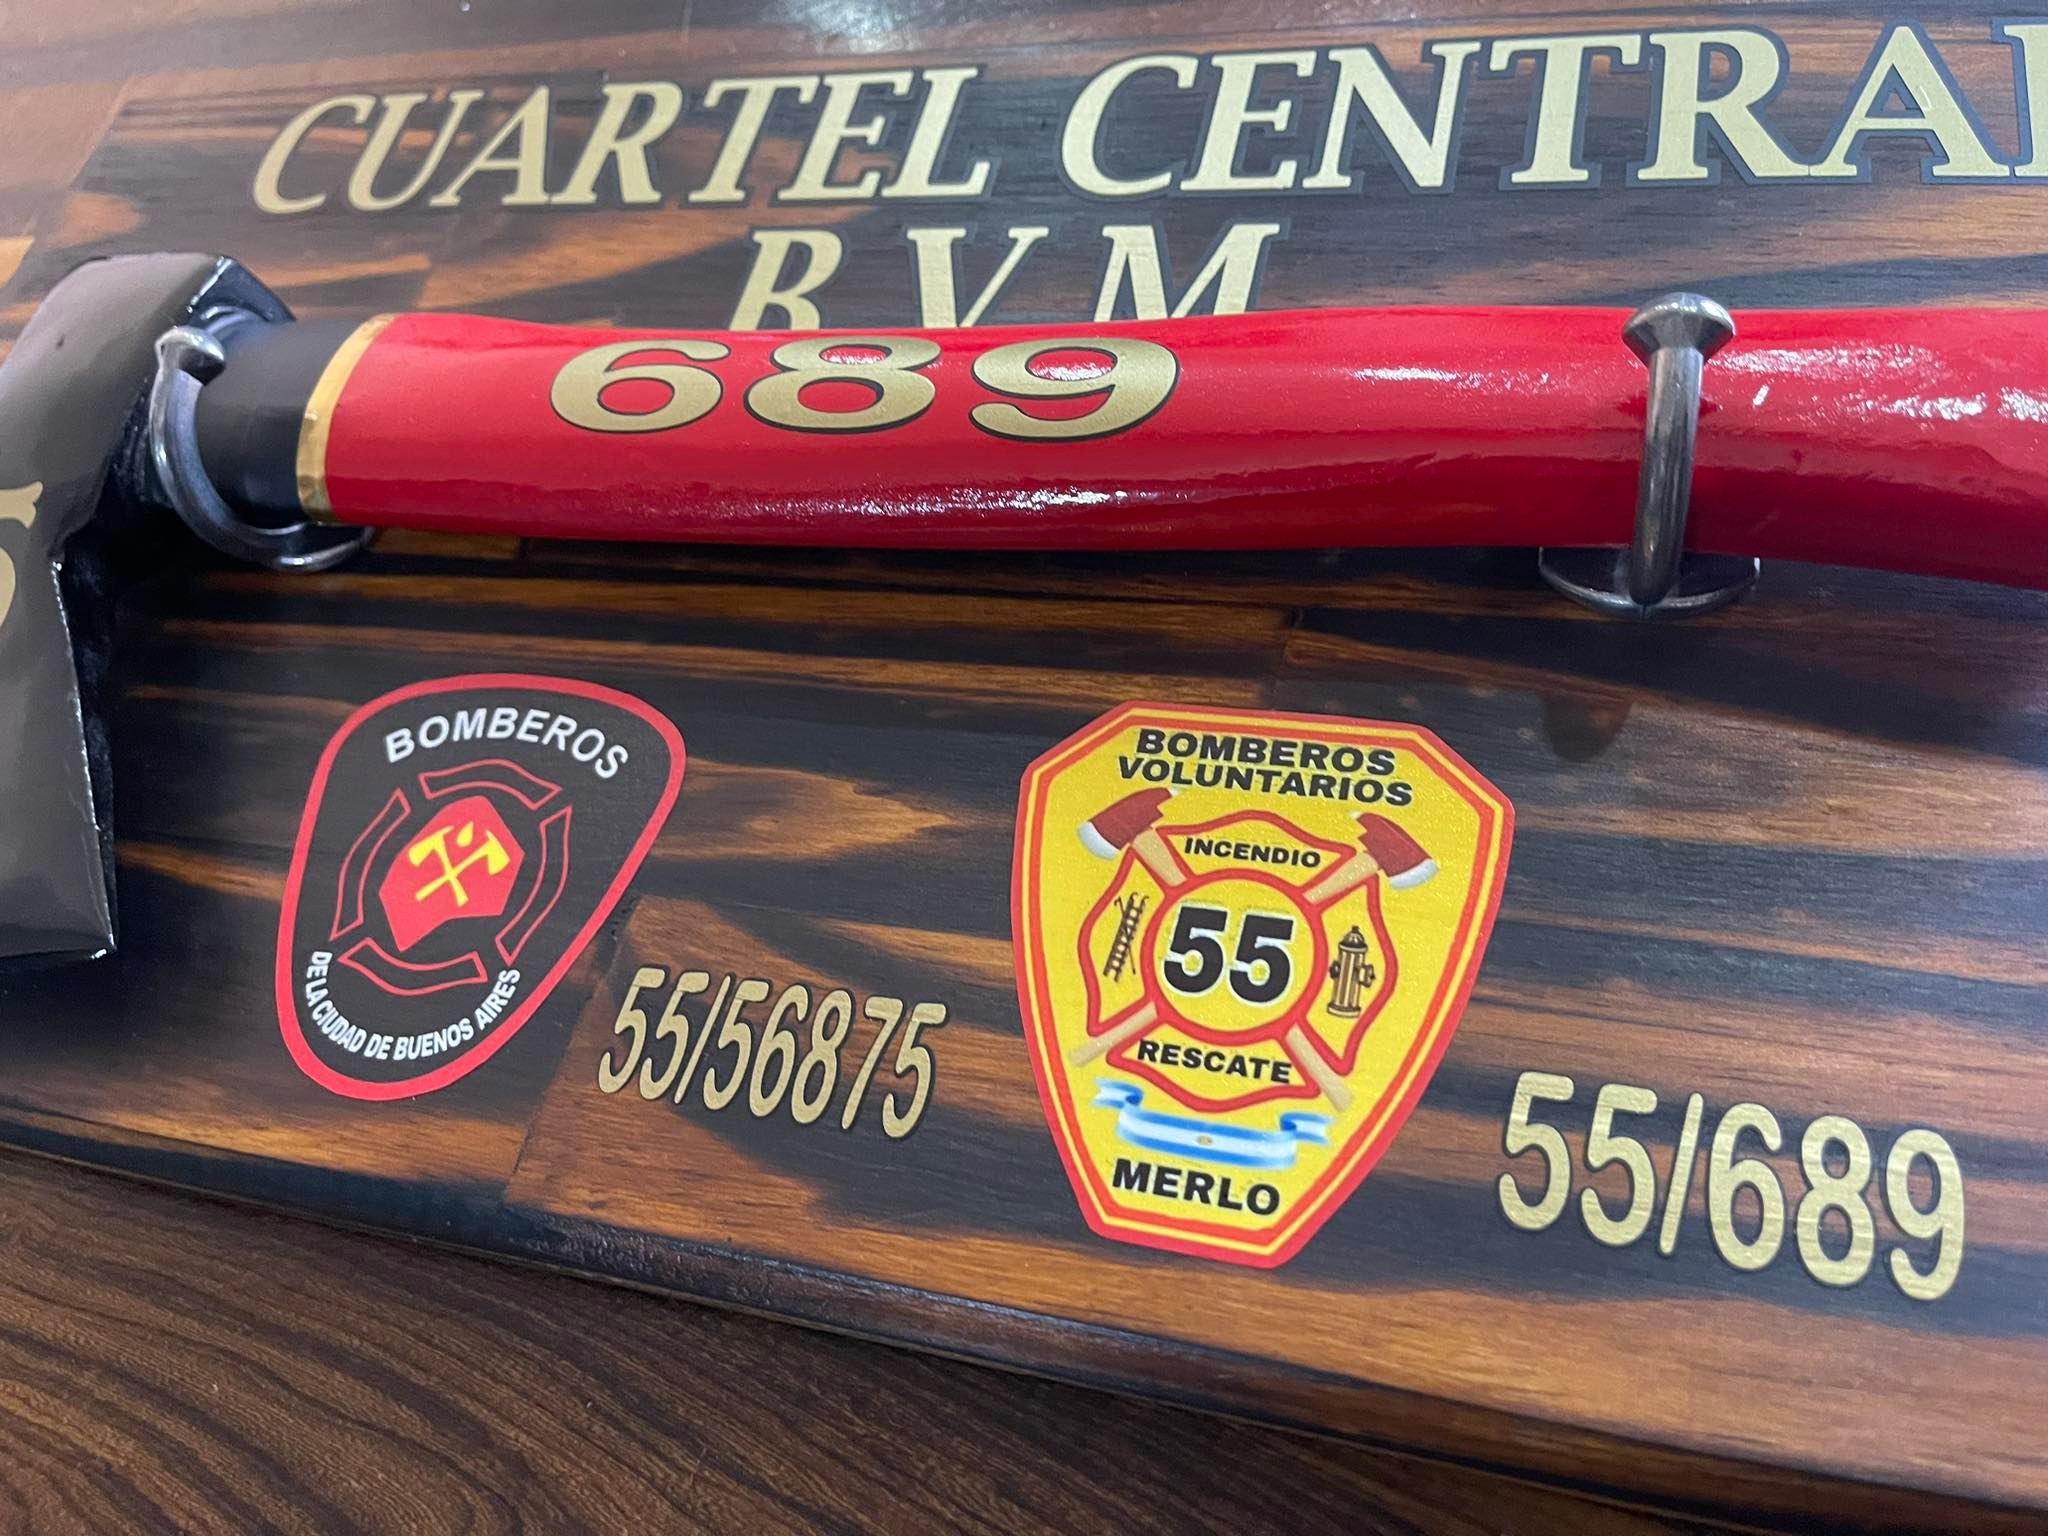 CUARTEL CENTRAL
B.V.M
689
BOMBEROS
DE LA CIUDAD DE BUENOS AIRES
55/56875
BOMBEROS
VOLUNTARIOS
INCENDIO
55
RESCATE
MERLO
55/689